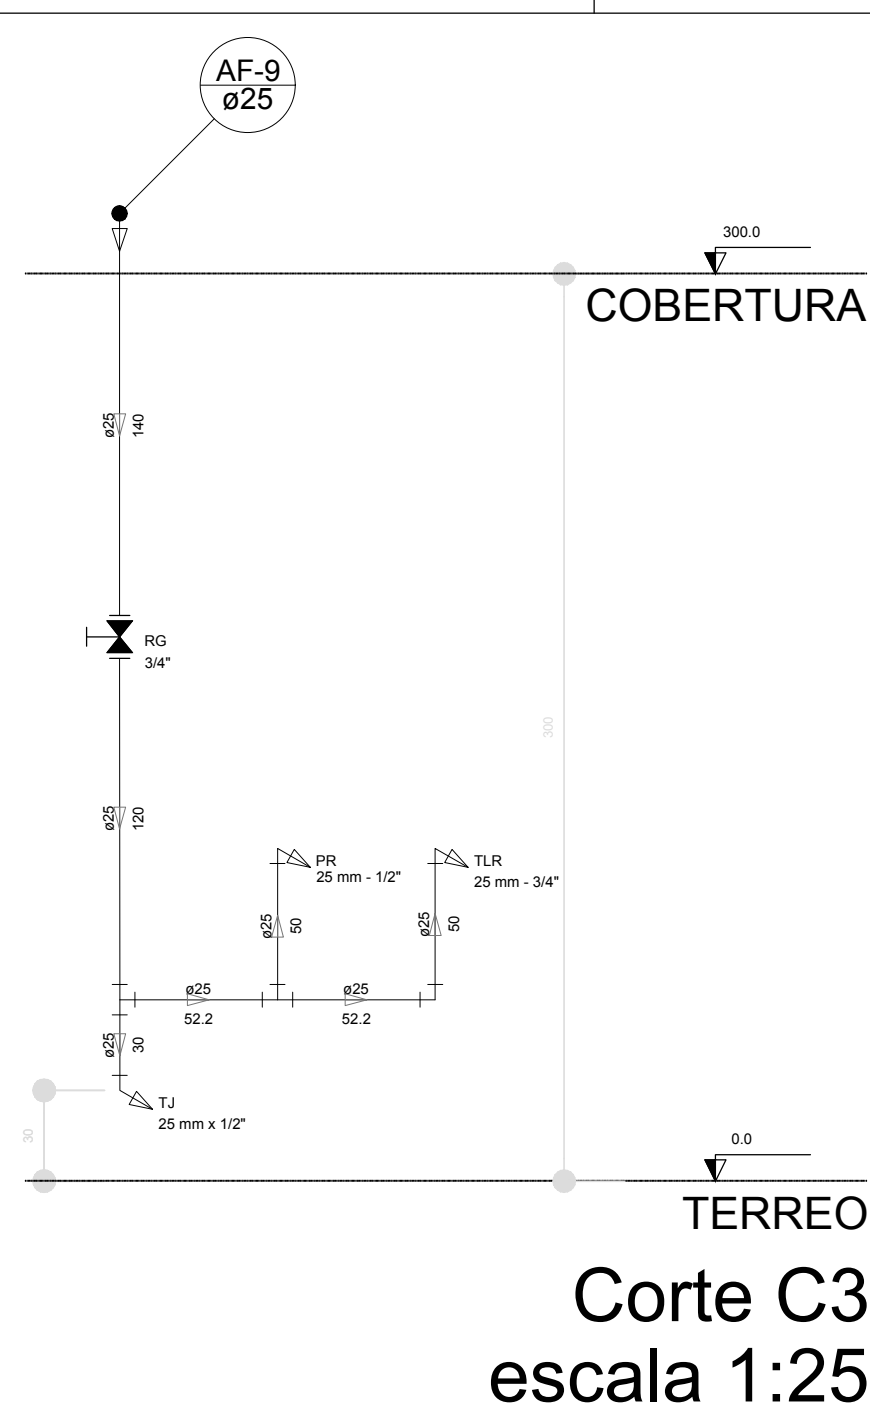 AF-9
ø25
300.0
COBERTURA
ø25
140
RG
3/4"
300
ø25
120
PR
25 mm - 1/2"
TLR
25 mm - 3/4"
ø25
50
ø25
50
ø25
52.2
ø25
52.2
ø25
30
TJ
25 mm x 1/2"
30
0.0
TERREO
Corte C3
escala 1:25